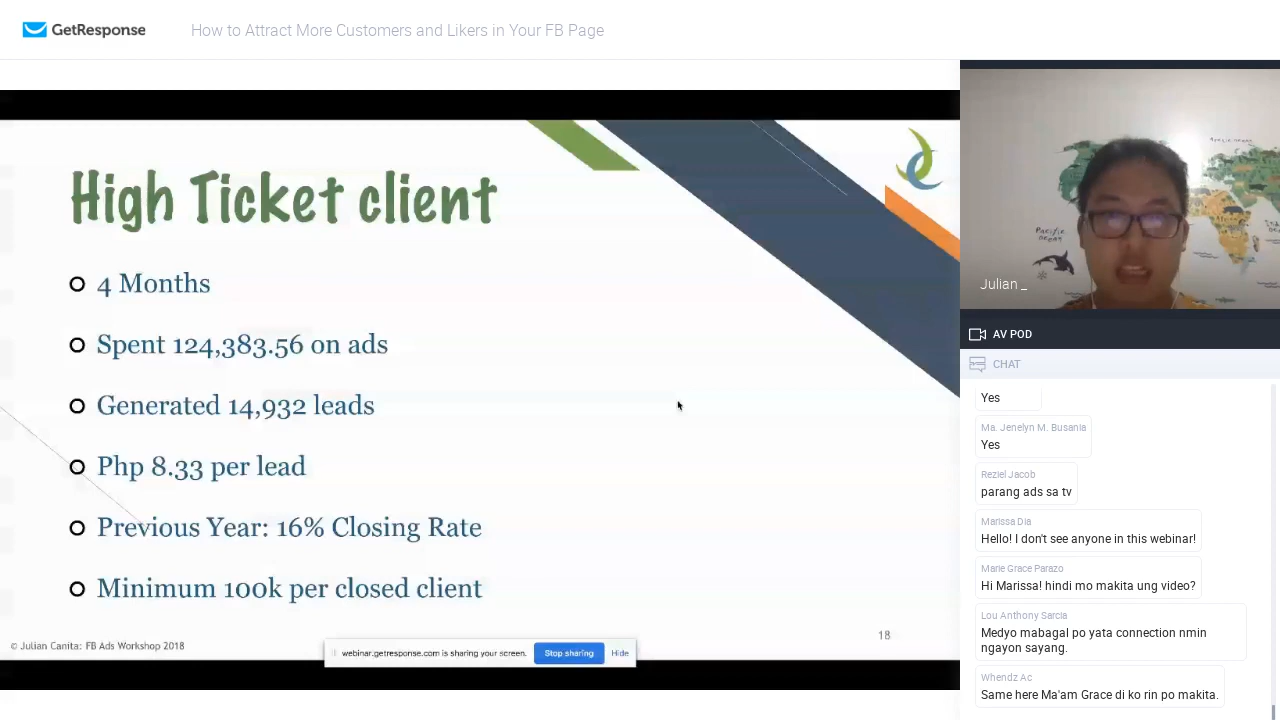 GetResponse
How to Attract More Customers and Likers in Your FB Page
High Ticket client
4 Months
Spent 124,383.56 on ads
Generated 14,932 leads
Php 8.33 per lead
Previous Year: 16% Closing Rate
Minimum 100k per closed client
18
© Julian Canita: FB Ads Workshop 2018
webinar.getresponse.com is sharing your screen.
Stop sharing
Hide
Pacific
Ocean
Julian _
AV POD
CHAT
Yes
Ma. Jenelyn M. Busania
Yes
Reziel Jacob
parang ads sa tv
Marissa Dia
Hello! I don't see anyone in this webinar!
Marie Grace Parazo
Hi Marissa! hindi mo makita ung video?
Lou Anthony Sarcia
Medyo mabagal po yata connection nmin
ngayon sayang.
Whendz Ac
Same here Ma'am Grace di ko rin po makita.